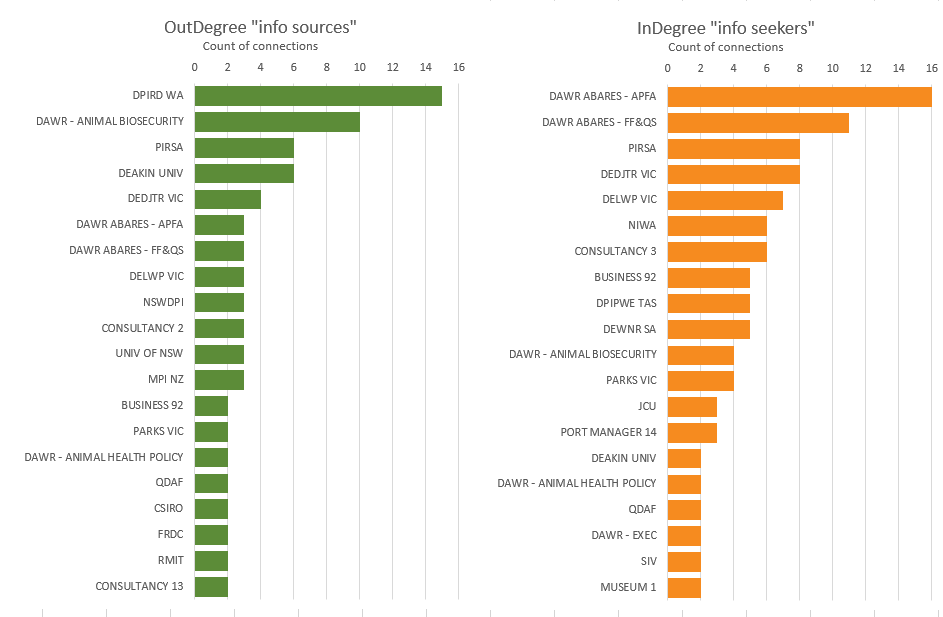 OutDegree "info sources"
Count of connections
0 2 4 6 8 10 12 14 16
DPIRD WA
DAWR - ANIMAL BIOSECURITY
PIRSA
DEAKIN UNIV
DEDJTR VIC
DAWR ABARES - APFA
DAWR ABARES - FF&QS
DELWP VIC
NSWDPI
CONSULTANCY 2
UNIV OF NSW
MPI NZ
BUSINESS 92
PARKS VIC
DAWR - ANIMAL HEALTH POLICY
QDAF
CSIRO
FRDC
RMIT
CONSULTANCY 13
InDegree "info seekers"
Count of connections
0 2 4 6 8 10 12 14 16
DAWR ABARES - APFA
DAWR ABARES - FF&QS
PIRSA
DEDJTR VIC
DELWP VIC
NIWA
CONSULTANCY 3
BUSINESS 92
DPIPWE TAS
DEWNR SA
DAWR - ANIMAL BIOSECURITY
PARKS VIC
JCU
PORT MANAGER 14
DEAKIN UNIV
DAWR - ANIMAL HEALTH POLICY
QDAF
DAWR - EXEC
SIV
MUSEUM 1